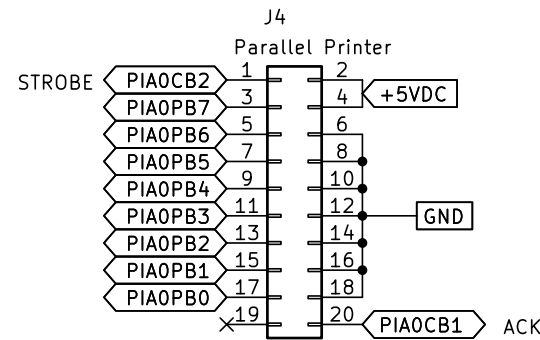 J4
Parallel Printer
STROBE PIA0CB2 1 2
PIA0PB7 3 4 +5VDC
PIA0PB6 5 6
PIA0PB5 7 8
PIA0PB4 9 10
PIA0PB3 11 12 GND
PIA0PB2 13 14
PIA0PB1 15 16
PIA0PB0 17 18
19 20 PIA0CB1 ACK